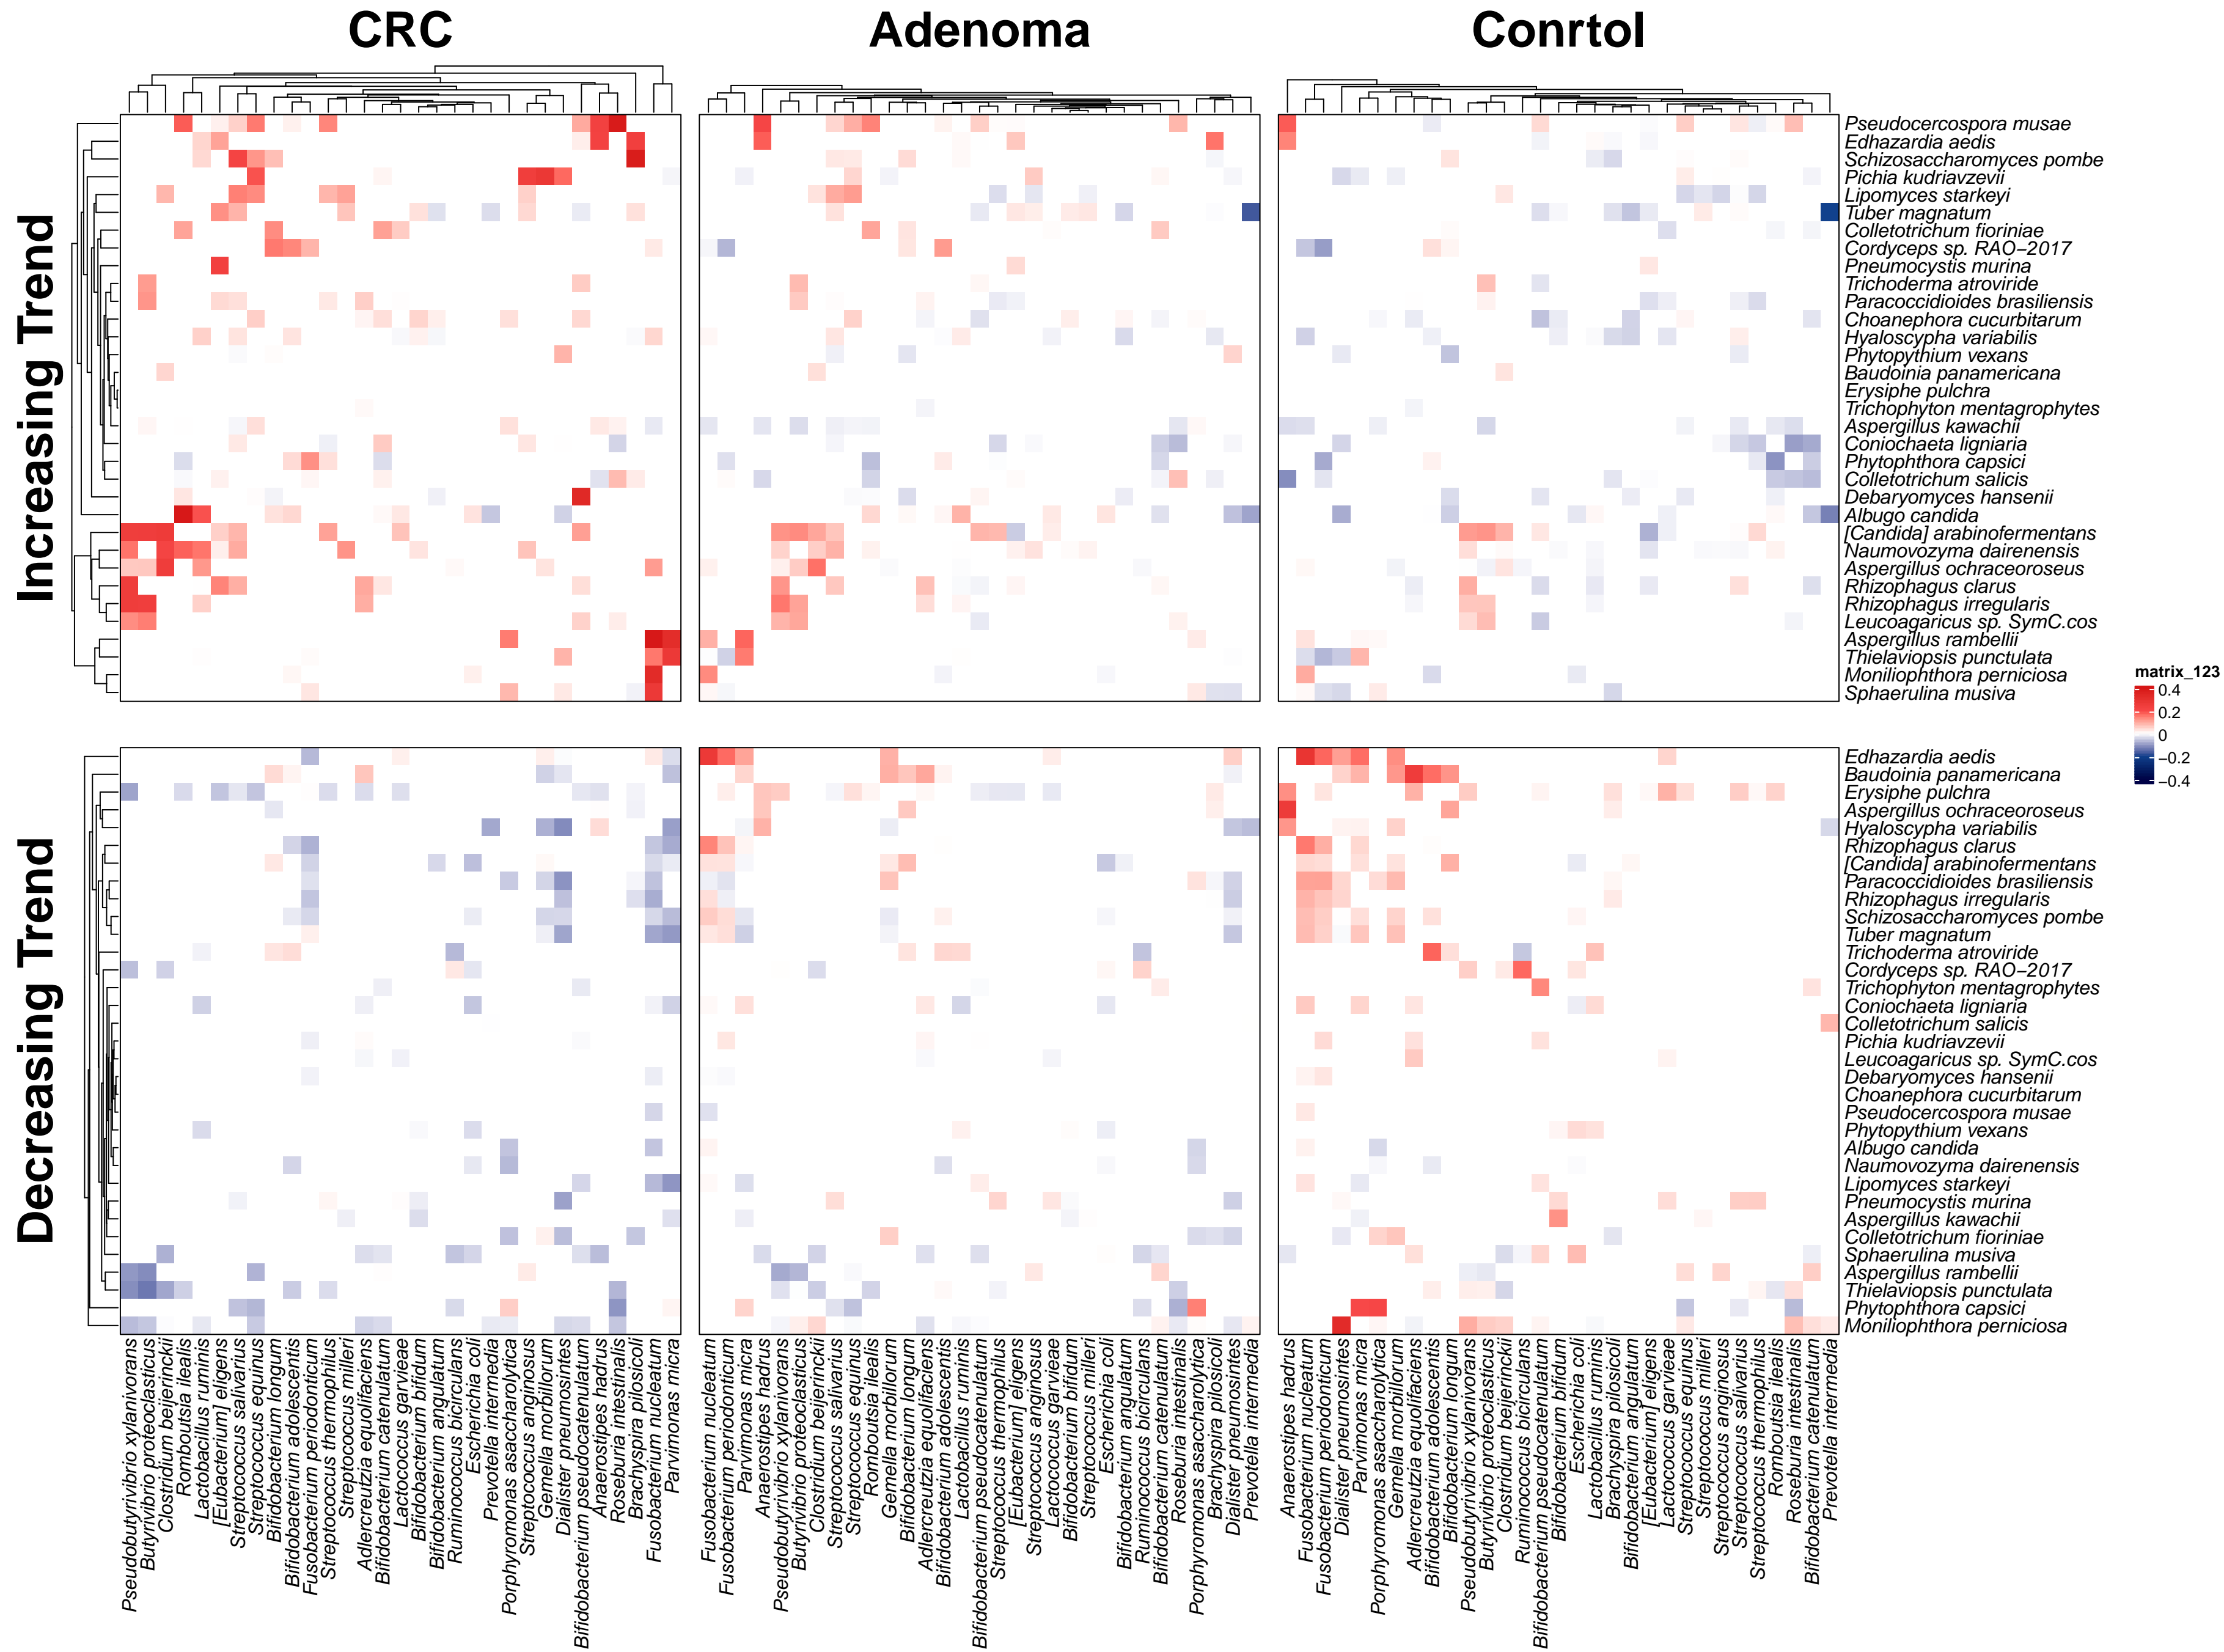 CRC
Adenoma
Conrtol
Increasing Trend
Pseudocercospora musae
Edhazardia aedis
Schizosaccharomyces pombe
Pichia kudriavzevii
Lipomyces starkeyi
Tuber magnatum
Colletotrichum fioriniae
Cordyceps sp. RAO−2017
Pneumocystis murina
Trichoderma atroviride
Paracoccidioides brasiliensis
Choanephora cucurbitarum
Hyaloscypha variabilis
Phytopythium vexans
Baudoinia panamericana
Erysiphe pulchra
Trichophyton mentagrophytes
Aspergillus kawachii
Coniochaeta ligniaria
Phytophthora capsici
Colletotrichum salicis
Debaryomyces hansenii
Albugo candida
[Candida] arabinofermentans
Naumovozyma dairenensis
Aspergillus ochraceoroseus
Rhizophagus clarus
Rhizophagus irregularis
Leucoagaricus sp. SymC.cos
Aspergillus rambellii
Thielaviopsis punctulata
Moniliophthora perniciosa
Sphaerulina musiva
matrix_123
0.4
0.2
0
−0.2
−0.4
Decreasing Trend
Edhazardia aedis
Baudoinia panamericana
Erysiphe pulchra
Aspergillus ochraceoroseus
Hyaloscypha variabilis
Rhizophagus clarus
[Candida] arabinofermentans
Paracoccidioides brasiliensis
Rhizophagus irregularis
Schizosaccharomyces pombe
Tuber magnatum
Trichoderma atroviride
Cordyceps sp. RAO−2017
Trichophyton mentagrophytes
Coniochaeta ligniaria
Colletotrichum salicis
Pichia kudriavzevii
Leucoagaricus sp. SymC.cos
Debaryomyces hansenii
Choanephora cucurbitarum
Pseudocercospora musae
Phytopythium vexans
Albugo candida
Naumovozyma dairenensis
Lipomyces starkeyi
Pneumocystis murina
Aspergillus kawachii
Colletotrichum fioriniae
Sphaerulina musiva
Aspergillus rambellii
Thielaviopsis punctulata
Phytophthora capsici
Moniliophthora perniciosa
Pseudobutyrivibrio xylanivorans
Butyrivibrio proteoclasticus
Clostridium beijerinckii
Romboutsia ilealis
Lactobacillus ruminis
[Eubacterium] eligens
Streptococcus salivarius
Streptococcus equinus
Bifidobacterium longum
Bifidobacterium adolescentis
Fusobacterium periodonticum
Streptococcus thermophilus
Streptococcus milleri
Adlercreutzia equolifaciens
Bifidobacterium catenulatum
Lactococcus garvieae
Bifidobacterium bifidum
Bifidobacterium angulatum
Ruminococcus bicirculans
Escherichia coli
Prevotella intermedia
Porphyromonas asaccharolytica
Streptococcus anginosus
Gemella morbillorum
Dialister pneumosintes
Bifidobacterium pseudocatenulatum
Anaerostipes hadrus
Roseburia intestinalis
Brachyspira pilosicoli
Fusobacterium nucleatum
Parvimonas micra
Fusobacterium nucleatum
Fusobacterium periodonticum
Parvimonas micra
Anaerostipes hadrus
Pseudobutyrivibrio xylanivorans
Butyrivibrio proteoclasticus
Clostridium beijerinckii
Streptococcus salivarius
Streptococcus equinus
Romboutsia ilealis
Gemella morbillorum
Bifidobacterium longum
Adlercreutzia equolifaciens
Bifidobacterium adolescentis
Lactobacillus ruminis
Bifidobacterium pseudocatenulatum
Streptococcus thermophilus
[Eubacterium] eligens
Streptococcus anginosus
Lactococcus garvieae
Bifidobacterium bifidum
Streptococcus milleri
Escherichia coli
Bifidobacterium angulatum
Ruminococcus bicirculans
Bifidobacterium catenulatum
Roseburia intestinalis
Porphyromonas asaccharolytica
Brachyspira pilosicoli
Dialister pneumosintes
Prevotella intermedia
Anaerostipes hadrus
Fusobacterium nucleatum
Fusobacterium periodonticum
Dialister pneumosintes
Parvimonas micra
Porphyromonas asaccharolytica
Gemella morbillorum
Adlercreutzia equolifaciens
Bifidobacterium adolescentis
Bifidobacterium longum
Pseudobutyrivibrio xylanivorans
Butyrivibrio proteoclasticus
Clostridium beijerinckii
Ruminococcus bicirculans
Bifidobacterium pseudocatenulatum
Bifidobacterium bifidum
Escherichia coli
Lactobacillus ruminis
Brachyspira pilosicoli
Bifidobacterium angulatum
[Eubacterium] eligens
Lactococcus garvieae
Streptococcus equinus
Streptococcus milleri
Streptococcus anginosus
Streptococcus salivarius
Streptococcus thermophilus
Romboutsia ilealis
Roseburia intestinalis
Bifidobacterium catenulatum
Prevotella intermedia